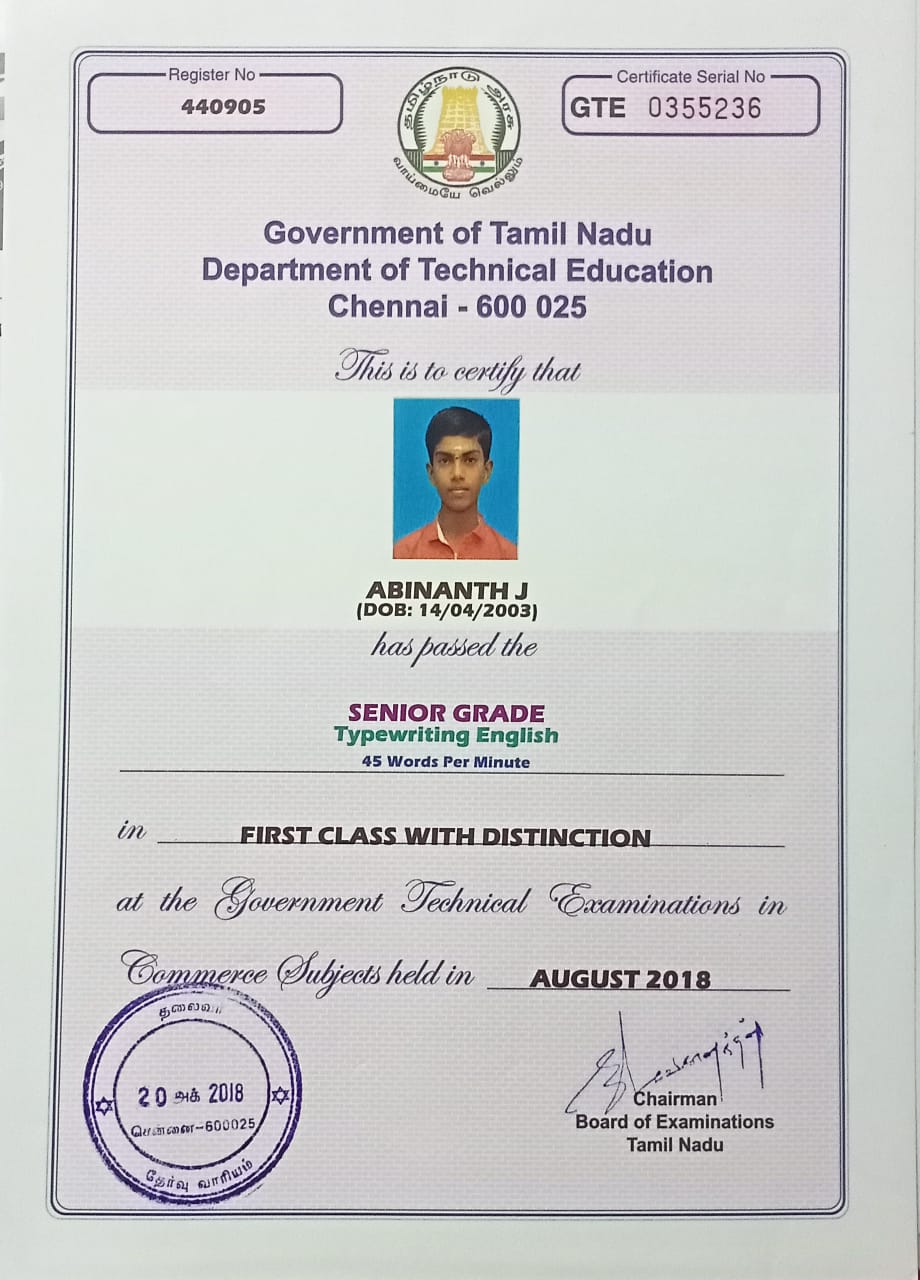 Register No
440905
தமிழ்நாடு அரசு
வாய்மையே வெல்லும்
Certificate Serial No
GTE 0355236
Government of Tamil Nadu
Department of Technical Education
Chennai - 600 025
This is to certify that
ABINANTH J
(DOB: 14/04/2003)
has passed the
SENIOR GRADE
Typewriting English
45 Words Per Minute
in FIRST CLASS WITH DISTINCTION
at the Government Technical Examinations in
Commerce Subjects held in AUGUST 2018
20 அக் 2018
சென்னை-600025
தேர்வு வாரியம்
Chairman
Board of Examinations
Tamil Nadu